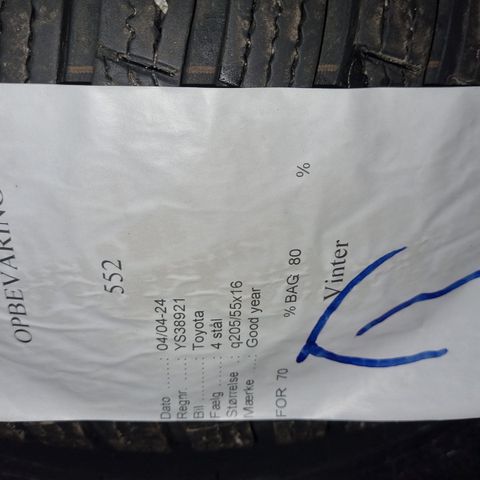 OPBEVARING
552
Dato ........ : 04/04-24
Regnr ...... : YS38921
Bil ........... : Toyota
Fælg ....... : 4 stål
Størrelse . : q205/55x16
Mærke .... : Good year
FOR 70 % BAG 80 %
Vinter